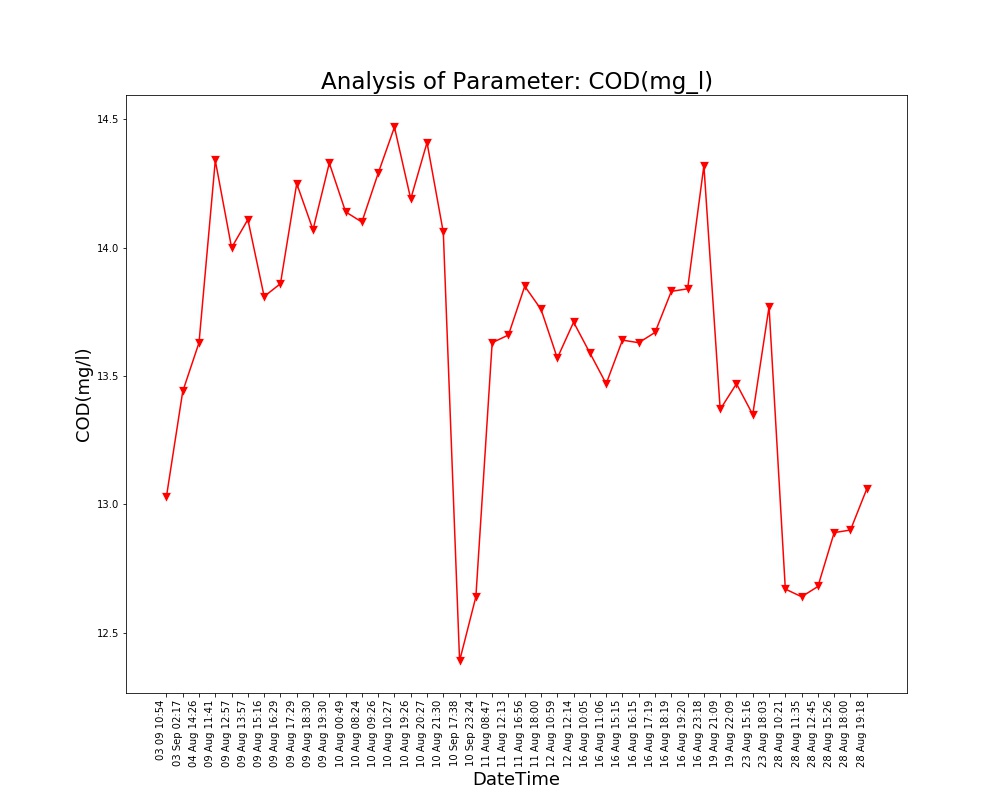 Analysis of Parameter: COD(mg_l)
COD(mg/l)
14.5
14.0
13.5
13.0
12.5
03 09 10:54
03 Sep 02:17
04 Aug 14:26
09 Aug 11:41
09 Aug 12:57
09 Aug 13:57
09 Aug 15:16
09 Aug 16:29
09 Aug 17:29
09 Aug 18:30
09 Aug 19:30
10 Aug 00:49
10 Aug 08:24
10 Aug 09:26
10 Aug 10:27
10 Aug 19:26
10 Aug 20:27
10 Aug 21:30
10 Sep 17:38
10 Sep 23:24
11 Aug 08:47
11 Aug 12:13
11 Aug 16:56
11 Aug 18:00
12 Aug 10:59
12 Aug 12:14
16 Aug 10:05
16 Aug 11:06
16 Aug 15:15
16 Aug 16:15
16 Aug 17:19
16 Aug 18:19
16 Aug 19:20
16 Aug 23:18
19 Aug 21:09
19 Aug 22:09
23 Aug 15:16
23 Aug 18:03
28 Aug 10:21
28 Aug 11:35
28 Aug 12:45
28 Aug 15:26
28 Aug 18:00
28 Aug 19:18
DateTime